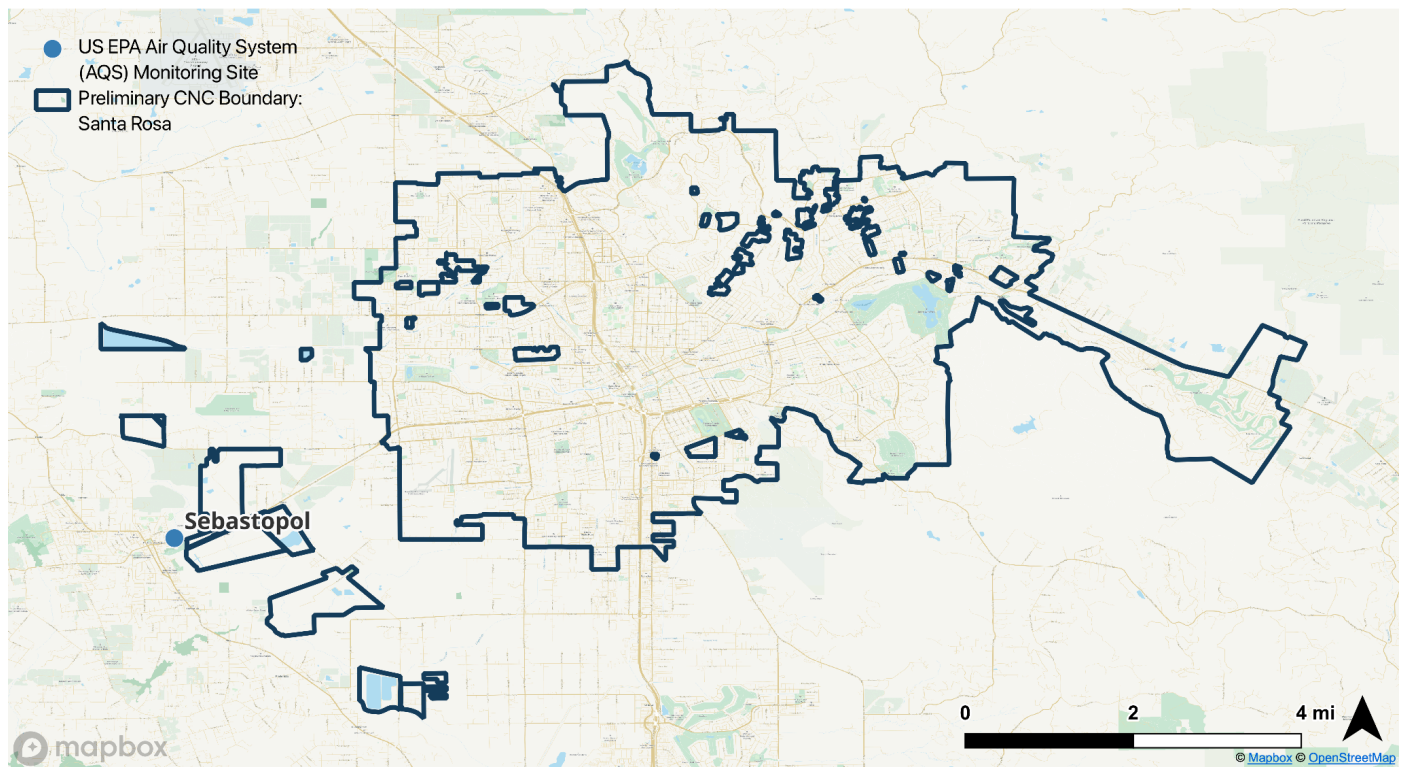 US EPA Air Quality System
(AQS) Monitoring Site
Preliminary CNC Boundary:
Santa Rosa
Sebastopol
0 2 4 mi
mapbox
© Mapbox © OpenStreetMap